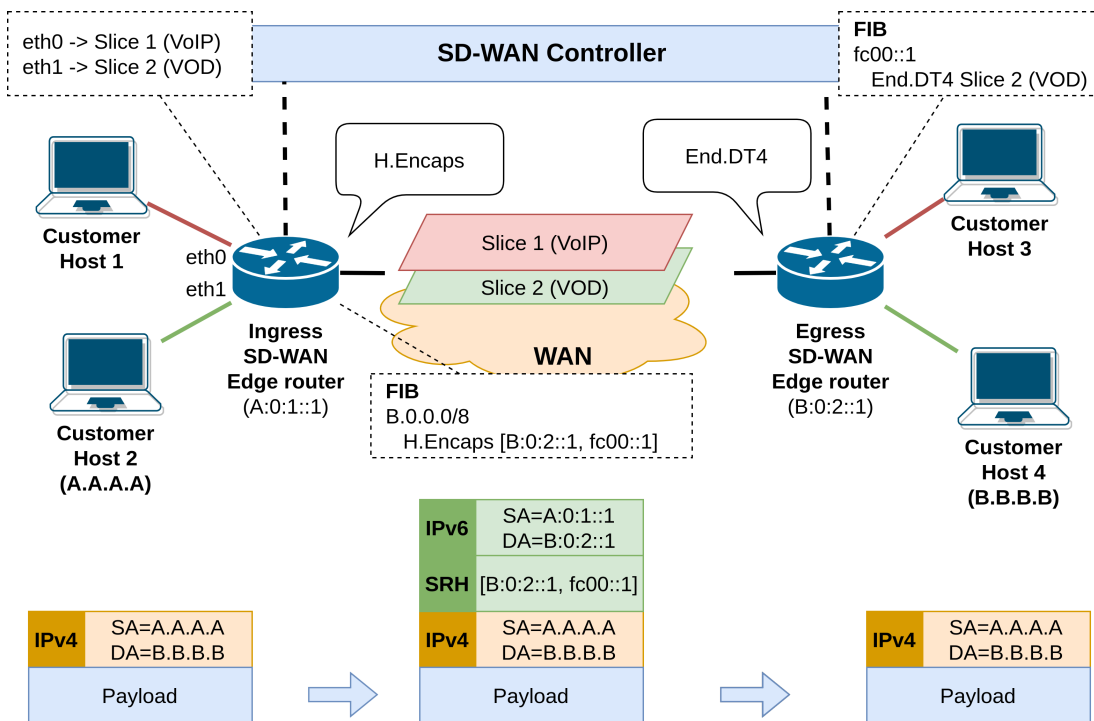 eth0 -> Slice 1 (VoIP)
eth1 -> Slice 2 (VOD)
SD-WAN Controller
FIB
fc00::1
End.DT4 Slice 2 (VOD)
H.Encaps
End.DT4
Customer
Host 1
Customer
Host 3
eth0
eth1
Slice 1 (VoIP)
Slice 2 (VOD)
WAN
Ingress
SD-WAN
Edge router
(A:0:1::1)
Egress
SD-WAN
Edge router
(B:0:2::1)
FIB
B.0.0.0/8
H.Encaps [B:0:2::1, fc00::1]
Customer
Host 2
(A.A.A.A)
Customer
Host 4
(B.B.B.B)
IPv6
SA=A:0:1::1
DA=B:0:2::1
SRH
[B:0:2::1, fc00::1]
IPv4
SA=A.A.A.A
DA=B.B.B.B
Payload
IPv4
SA=A.A.A.A
DA=B.B.B.B
Payload
IPv4
SA=A.A.A.A
DA=B.B.B.B
Payload